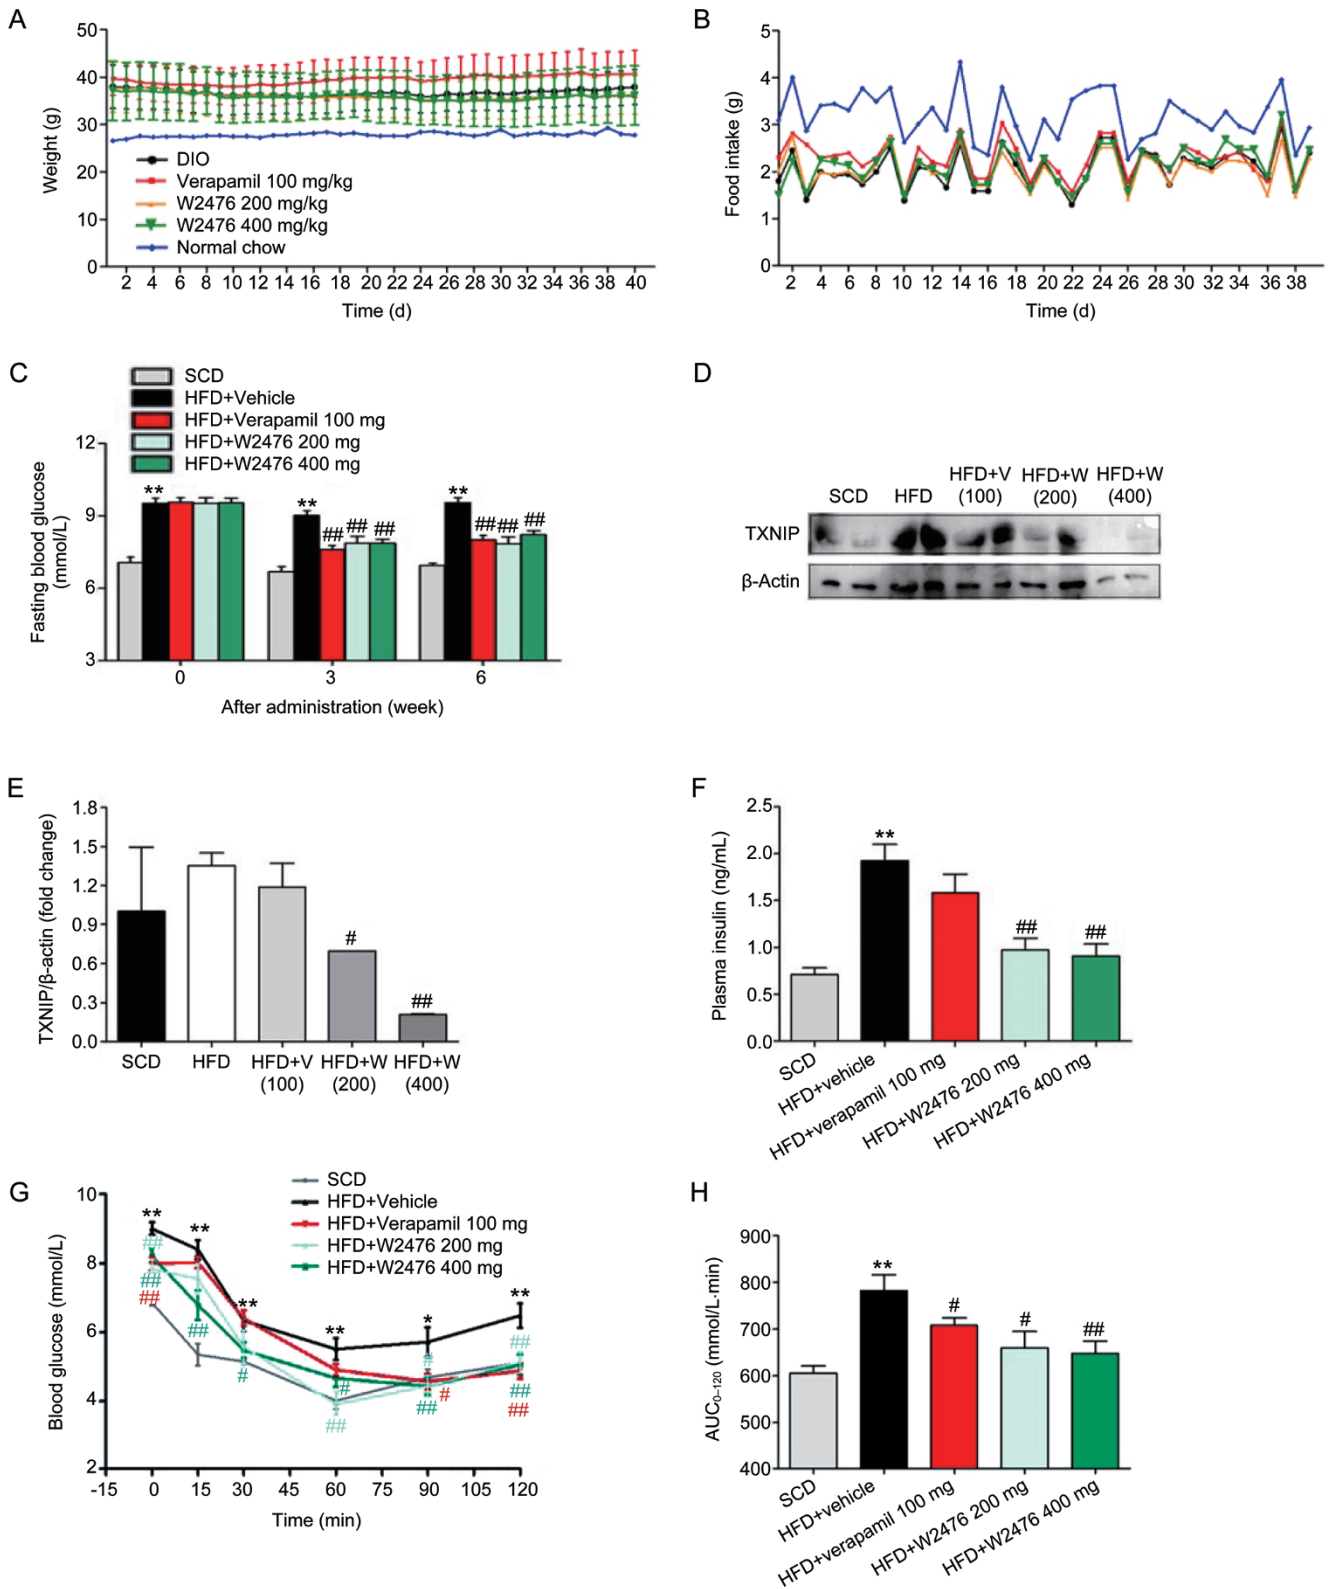 A
50
40
30
20
10
0
Weight (g)
DIO
Verapamil 100 mg/kg
W2476 200 mg/kg
W2476 400 mg/kg
Normal chow
2 4 6 8 10 12 14 16 18 20 22 24 26 28 30 32 34 36 38 40
Time (d)
B
5
4
3
2
1
0
Food intake (g)
2 4 6 8 10 12 14 16 18 20 22 24 26 28 30 32 34 36 38
Time (d)
C
SCD
HFD+Vehicle
HFD+Verapamil 100 mg
HFD+W2476 200 mg
HFD+W2476 400 mg
12
9
6
3
Fasting blood glucose
(mmol/L)
** ** **
## ## ## ## ## ##
0 3 6
After administration (week)
D
SCD HFD HFD+V HFD+W HFD+W
(100) (200) (400)
TXNIP
β-Actin
E
1.8
1.5
1.2
0.9
0.6
0.3
0.0
TXNIP/β-actin (fold change)
# ##
SCD HFD HFD+V HFD+W HFD+W
(100) (200) (400)
F
2.5
2.0
1.5
1.0
0.5
0.0
Plasma insulin (ng/mL)
** ## ##
SCD
HFD+vehicle
HFD+verapamil 100 mg
HFD+W2476 200 mg
HFD+W2476 400 mg
G
SCD
HFD+Vehicle
HFD+Verapamil 100 mg
HFD+W2476 200 mg
HFD+W2476 400 mg
10
8
6
4
2
Blood glucose (mmol/L)
** ** ** ** * **
## # ##
## ## # # ## ##
## ## # ##
-15 0 15 30 45 60 75 90 105 120
Time (min)
H
900
800
700
600
500
400
AUC0–120 (mmol/L·min)
** # # ##
SCD
HFD+vehicle
HFD+verapamil 100 mg
HFD+W2476 200 mg
HFD+W2476 400 mg